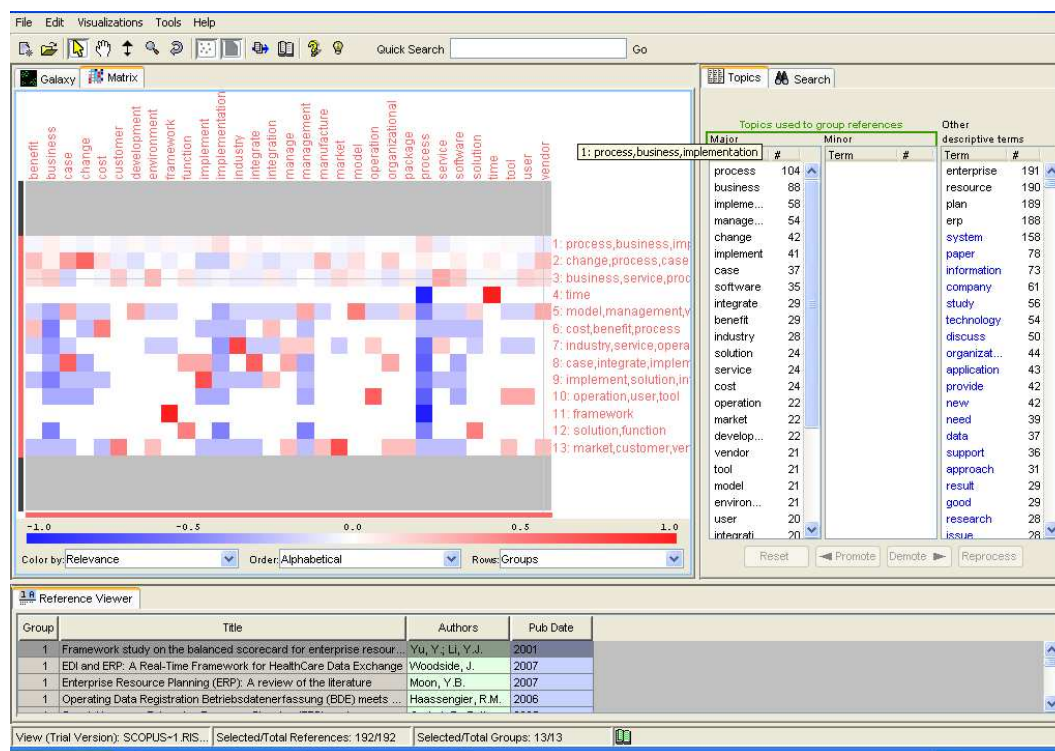 File Edit Visualizations Tools Help
Quick Search Go
Galaxy Matrix
benefit
business
case
change
cost
customer
development
environment
framework
function
implement
implementation
industry
integrate
integration
manage
management
manufacture
market
model
operation
organizational
package
process
service
software
solution
time
tool
user
vendor
1: process,business,imp
2: change,process,case
3: business,service,proc
4: time
5: model,management,v
6: cost,benefit,process
7: industry,service,opera
8: case,integrate,implem
9: implement,solution,in
10: operation,user,tool
11: framework
12: solution,function
13: market,customer,ver
-1.0 -0.5 0.0 0.5 1.0
Color by: Relevance Order: Alphabetical Rows: Groups
Topics Search
Topics used to group references
Other
descriptive terms
Major Minor
1: process,business,implementation
# Term # Term #
process 104
business 88
impleme... 58
manage... 54
change 42
implement 41
case 37
software 35
integrate 29
benefit 29
industry 28
solution 24
service 24
cost 24
operation 22
market 22
develop... 22
vendor 21
tool 21
model 21
environ... 21
user 20
integrati 20
enterprise 191
resource 190
plan 189
erp 188
system 158
paper 78
information 73
company 61
study 56
technology 54
discuss 50
organizat... 44
application 43
provide 42
new 42
need 39
data 37
support 36
approach 31
result 29
good 29
research 28
issue 28
Reset Promote Demote Reprocess
Reference Viewer
Group Title Authors Pub Date
1 Framework study on the balanced scorecard for enterprise resour... Yu, Y.; Li, Y.J. 2001
1 EDI and ERP: A Real-Time Framework for HealthCare Data Exchange Woodside, J. 2007
1 Enterprise Resource Planning (ERP): A review of the literature Moon, Y.B. 2007
1 Operating Data Registration Betriebsdatenerfassung (BDE) meets ... Haassengier, R.M. 2006
View (Trial Version): SCOPUS~1.RIS... Selected/Total References: 192/192 Selected/Total Groups: 13/13